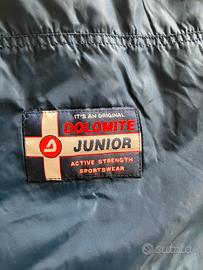 IT'S AN ORIGINAL
DOLOMITE
JUNIOR
ACTIVE STRENGTH
SPORTSWEAR
subito